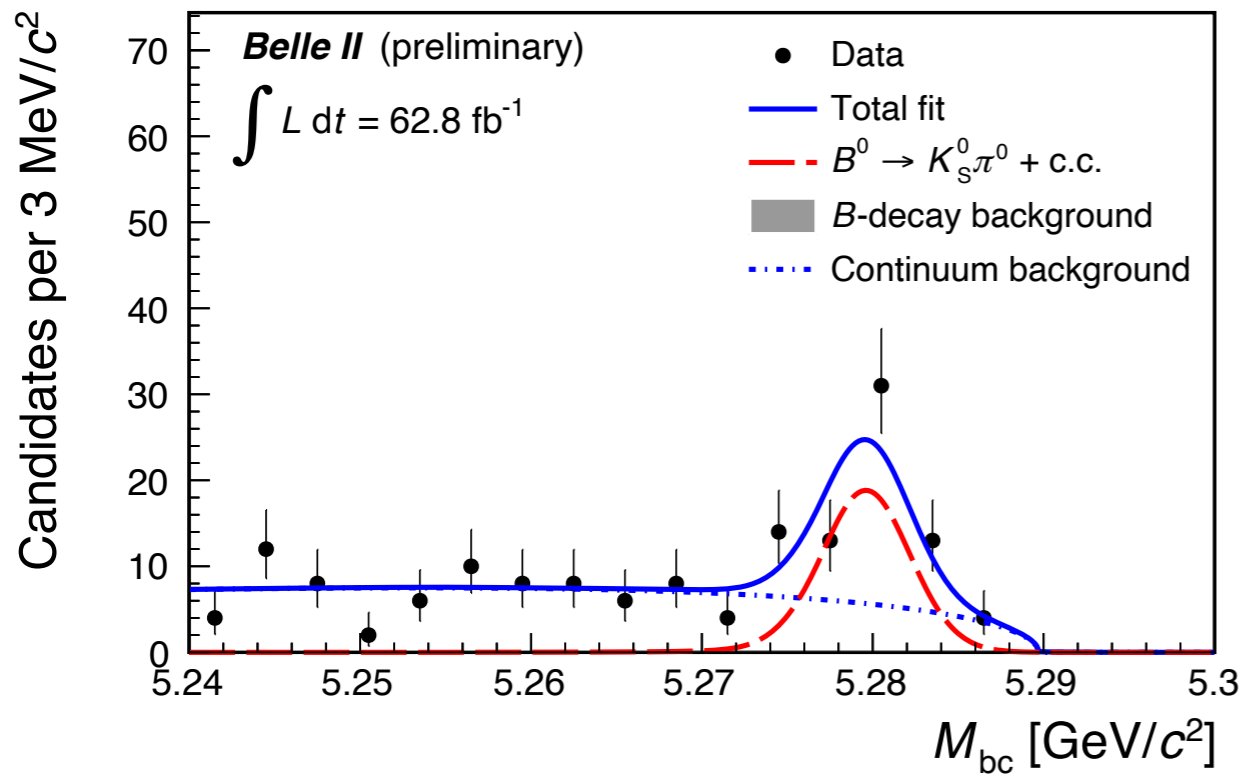 Candidates per 3 MeV/c²
70
60
50
40
30
20
10
0
Belle II (preliminary)
∫ L dt = 62.8 fb⁻¹
Data
Total fit
B⁰ → K_S⁰π⁰ + c.c.
B-decay background
Continuum background
5.24 5.25 5.26 5.27 5.28 5.29 5.3
M_bc [GeV/c²]